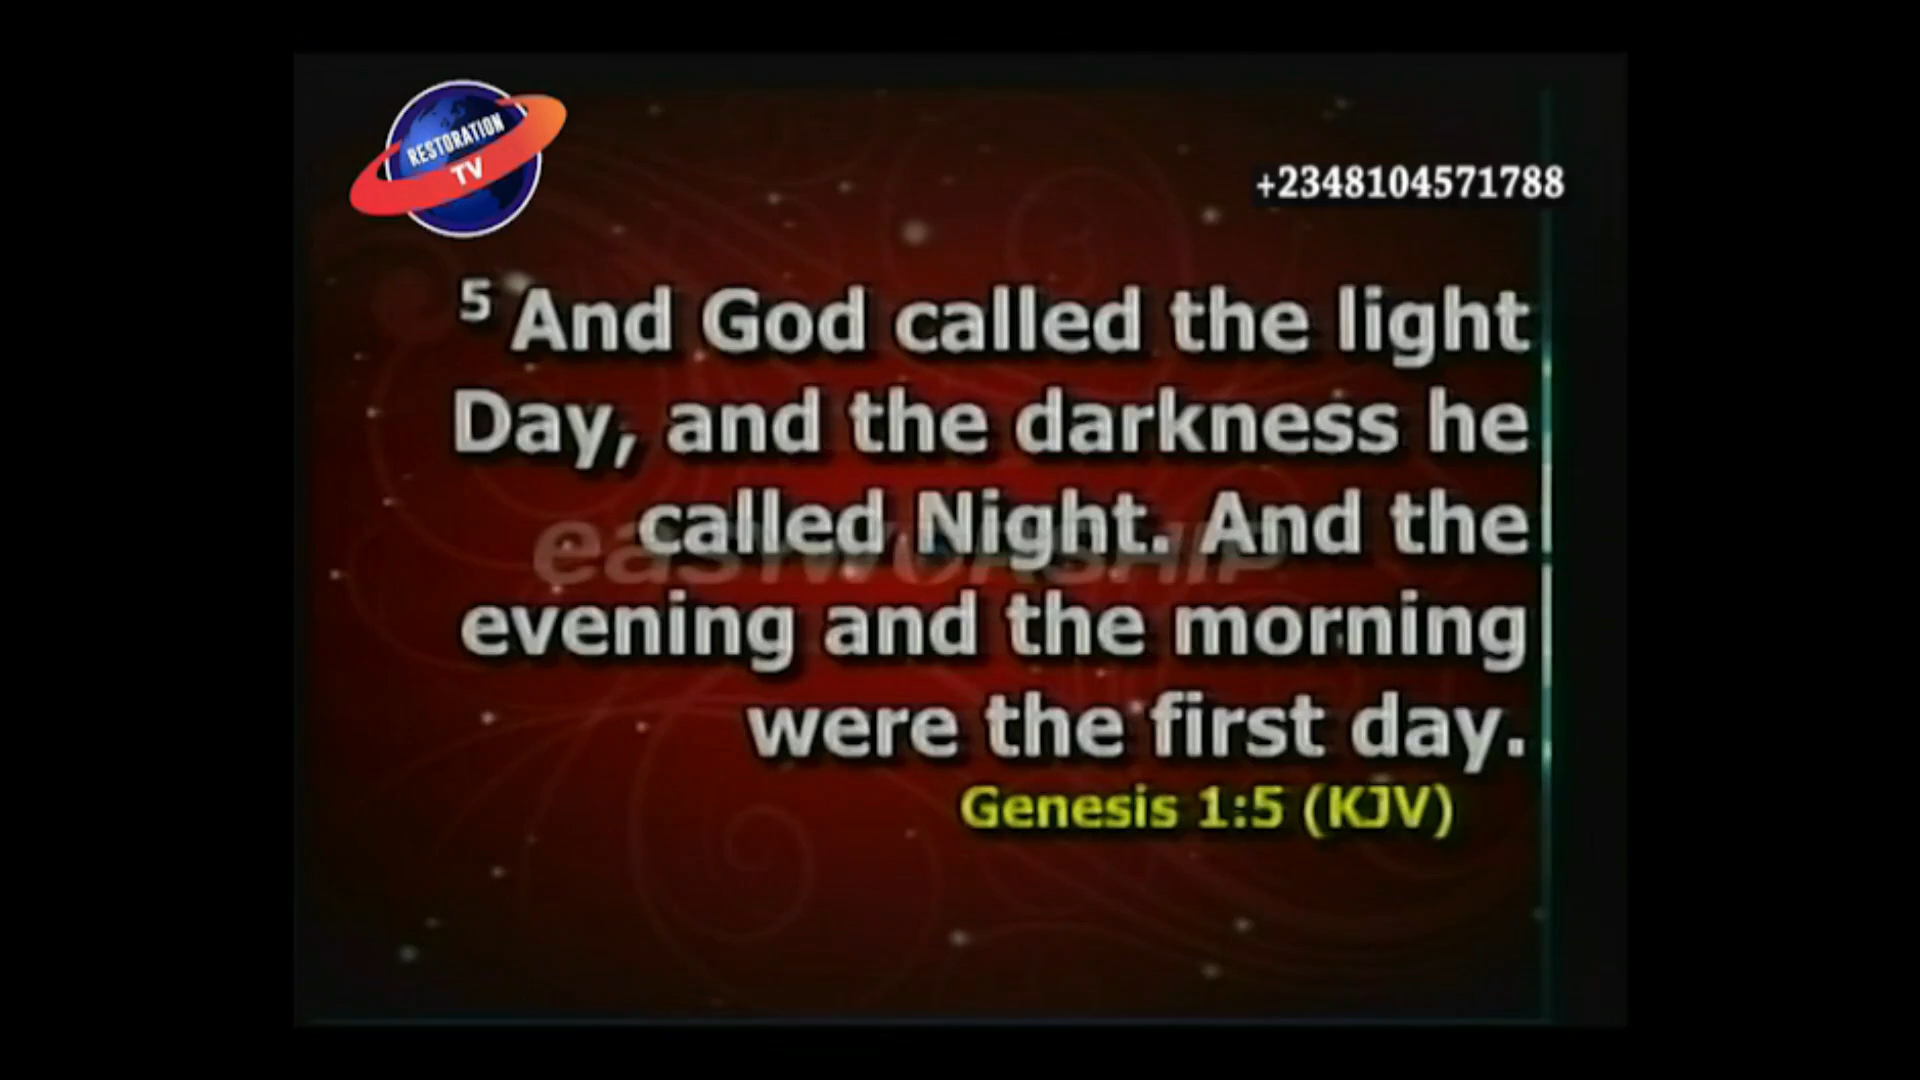 RESTORATION
TV
+2348104571788
5 And God called the light
Day, and the darkness he
called Night. And the
easyworship
evening and the morning
were the first day.
Genesis 1:5 (KJV)